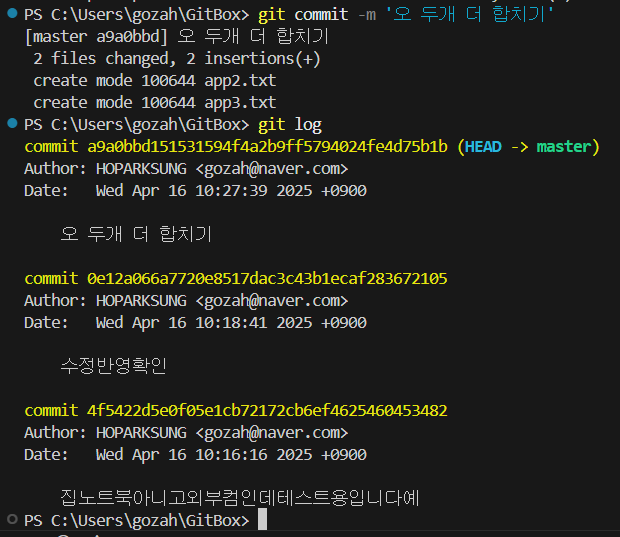 PS C:\Users\gozah\GitBox> git commit -m '오 두개 더 합치기'
[master a9a0bbd] 오 두개 더 합치기
 2 files changed, 2 insertions(+)
 create mode 100644 app2.txt
 create mode 100644 app3.txt
PS C:\Users\gozah\GitBox> git log
commit a9a0bbd151531594f4a2b9ff5794024fe4d75b1b (HEAD -> master)
Author: HOPARKSUNG <gozah@naver.com>
Date:   Wed Apr 16 10:27:39 2025 +0900

    오 두개 더 합치기

commit 0e12a066a7720e8517dac3c43b1ecaf283672105
Author: HOPARKSUNG <gozah@naver.com>
Date:   Wed Apr 16 10:18:41 2025 +0900

    수정반영확인

commit 4f5422d5e0f05e1cb72172cb6ef4625460453482
Author: HOPARKSUNG <gozah@naver.com>
Date:   Wed Apr 16 10:16:16 2025 +0900

    집노트북아니고외부컴인데테스트용입니다예
PS C:\Users\gozah\GitBox>